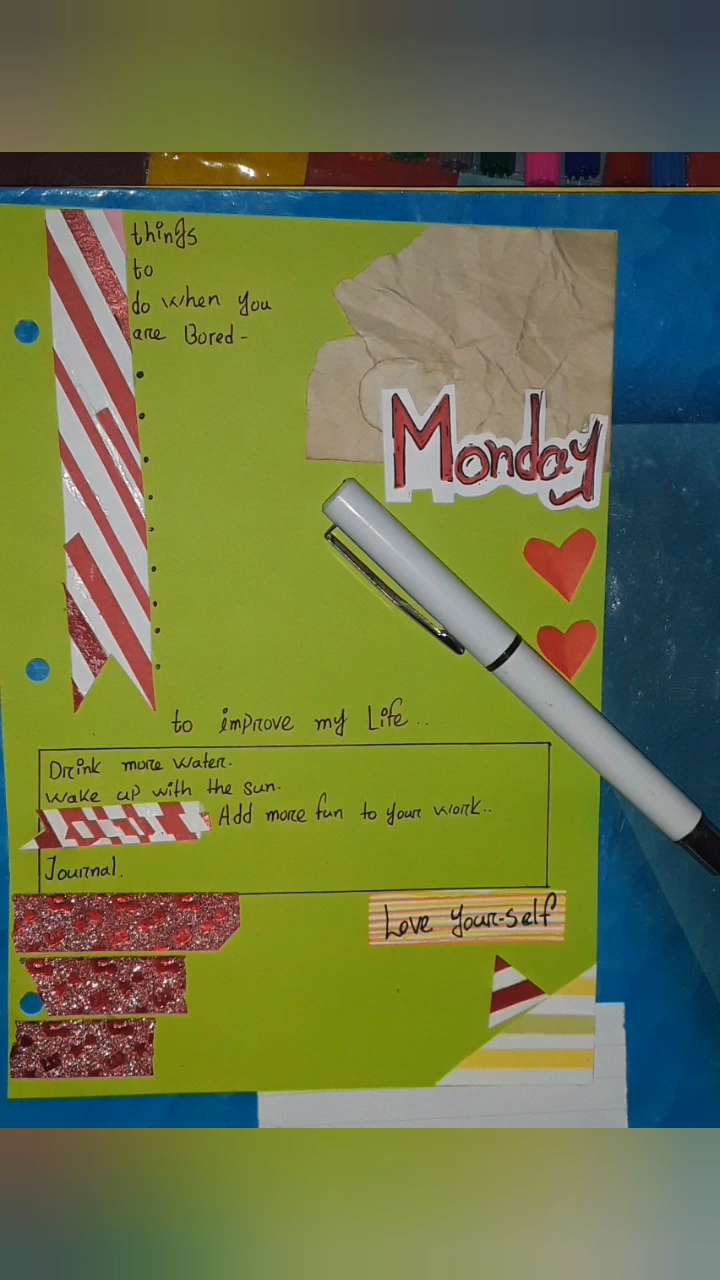 things
to
do when you
are Bored-
Monday
to improve my Life..
Drink more water.
wake up with the sun.
Add more fun to your work..
Journal.
Love Your-self